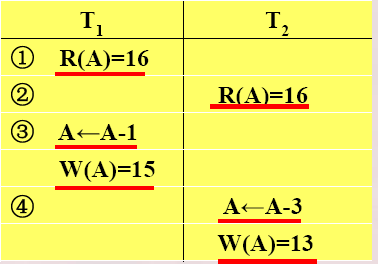 T1 T2
① R(A)=16
② R(A)=16
③ A←A-1
W(A)=15
④ A←A-3
W(A)=13